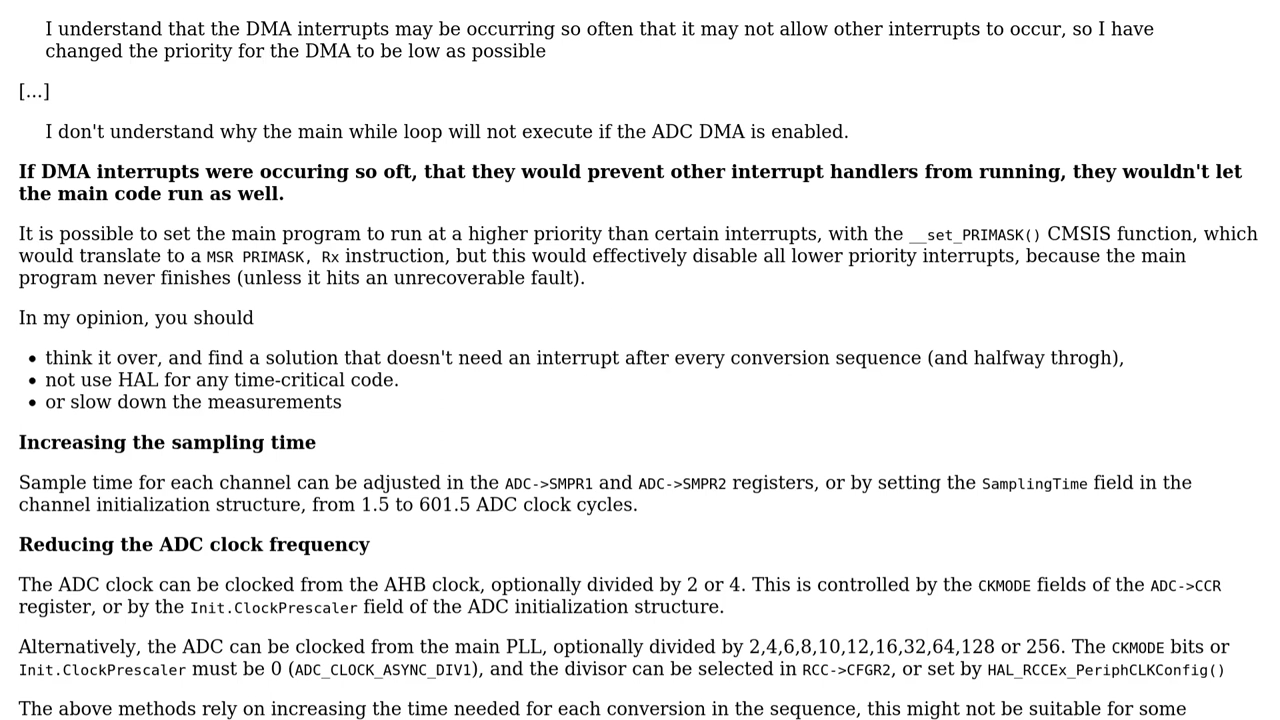 I understand that the DMA interrupts may be occurring so often that it may not allow other interrupts to occur, so I have
changed the priority for the DMA to be low as possible
[...]
I don't understand why the main while loop will not execute if the ADC DMA is enabled.
If DMA interrupts were occuring so oft, that they would prevent other interrupt handlers from running, they wouldn't let
the main code run as well.
It is possible to set the main program to run at a higher priority than certain interrupts, with the __set_PRIMASK() CMSIS function, which
would translate to a MSR PRIMASK, Rx instruction, but this would effectively disable all lower priority interrupts, because the main
program never finishes (unless it hits an unrecoverable fault).
In my opinion, you should
• think it over, and find a solution that doesn't need an interrupt after every conversion sequence (and halfway throgh),
• not use HAL for any time-critical code.
• or slow down the measurements
Increasing the sampling time
Sample time for each channel can be adjusted in the ADC->SMPR1 and ADC->SMPR2 registers, or by setting the SamplingTime field in the
channel initialization structure, from 1.5 to 601.5 ADC clock cycles.
Reducing the ADC clock frequency
The ADC clock can be clocked from the AHB clock, optionally divided by 2 or 4. This is controlled by the CKMODE fields of the ADC->CCR
register, or by the Init.ClockPrescaler field of the ADC initialization structure.
Alternatively, the ADC can be clocked from the main PLL, optionally divided by 2,4,6,8,10,12,16,32,64,128 or 256. The CKMODE bits or
Init.ClockPrescaler must be 0 (ADC_CLOCK_ASYNC_DIV1), and the divisor can be selected in RCC->CFGR2, or set by HAL_RCCEx_PeriphCLKConfig()
The above methods rely on increasing the time needed for each conversion in the sequence, this might not be suitable for some